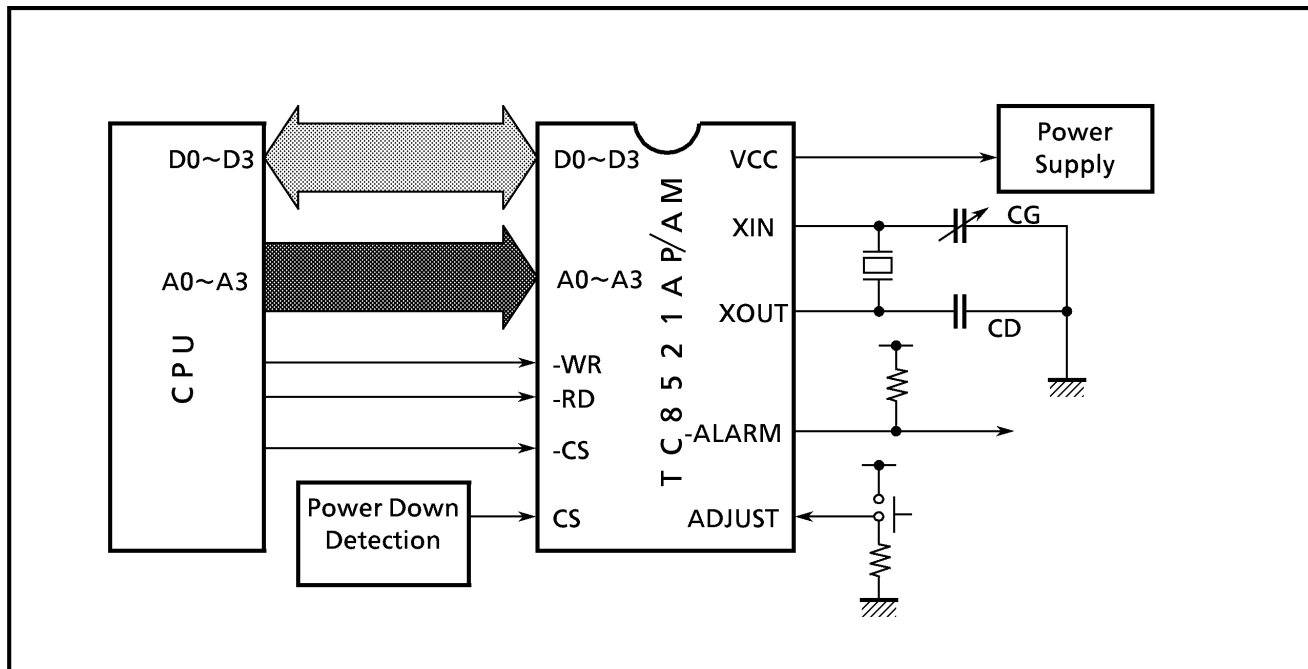 D0~D3
A0~A3
CPU
Power Down
Detection
D0~D3
A0~A3
-WR
-RD
-CS
CS
TC8521AP/AM
VCC
XIN
XOUT
-ALARM
ADJUST
Power
Supply
CG
CD